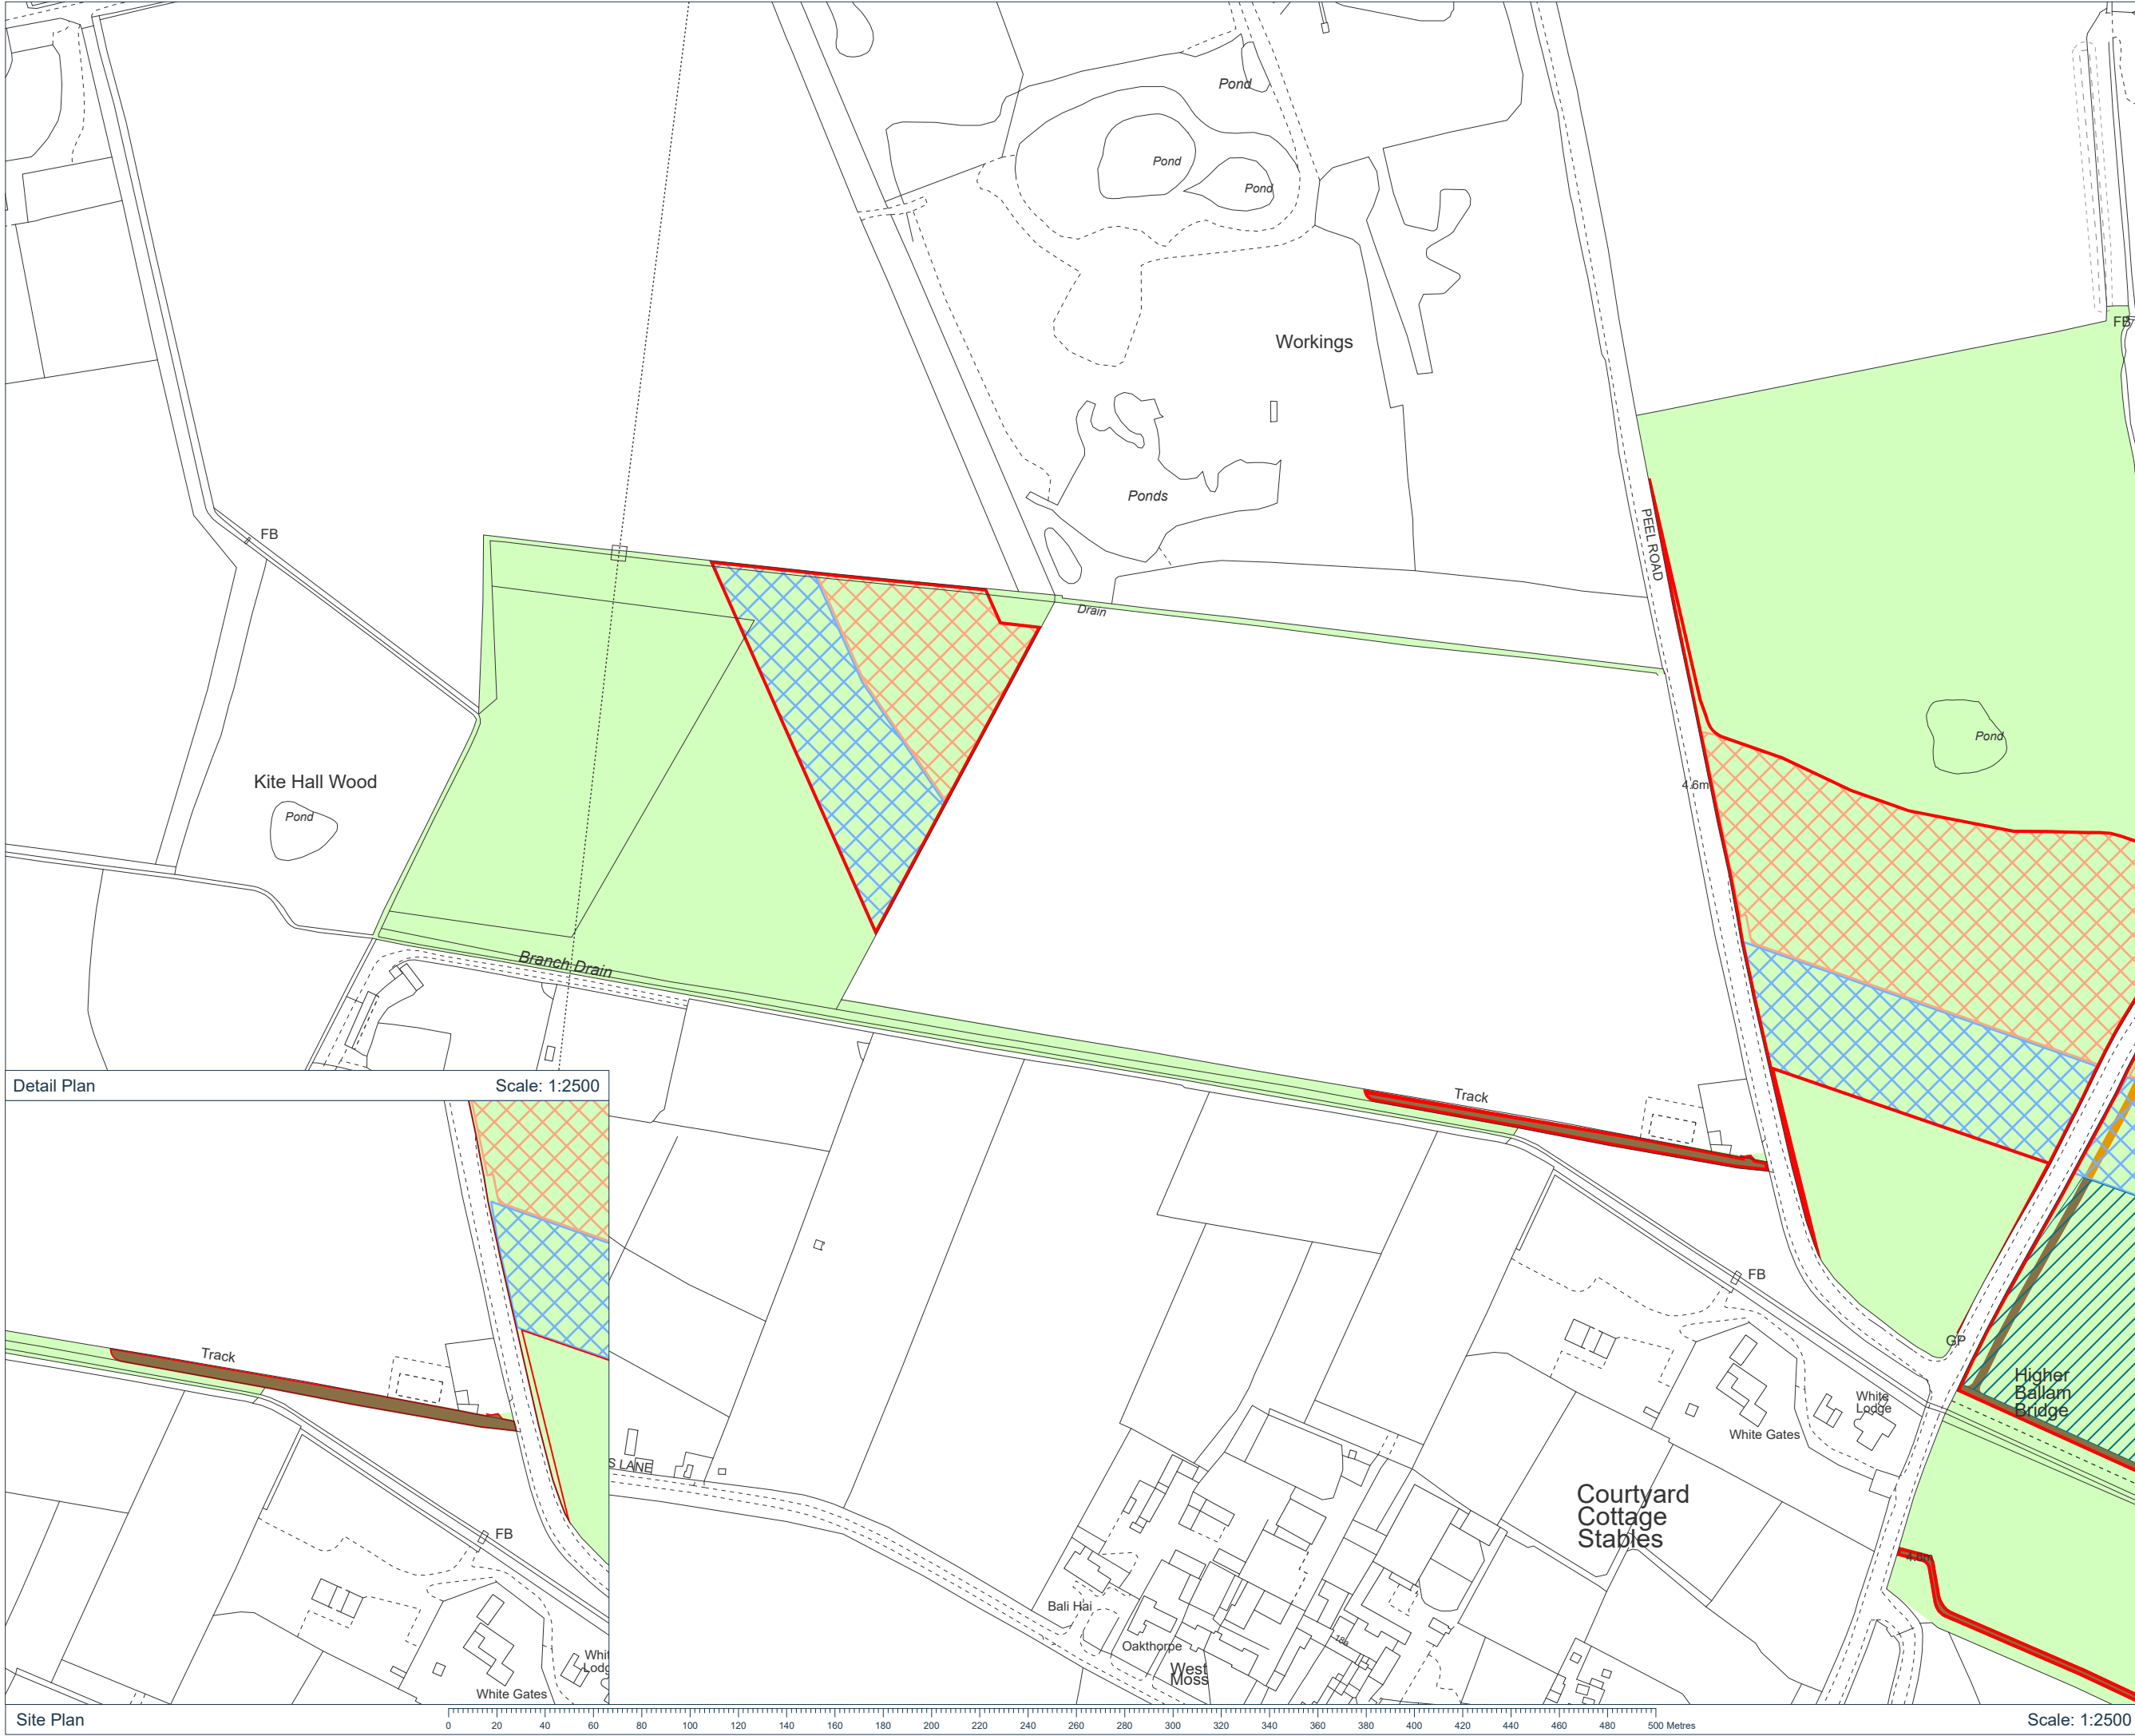 Pond
Pond
Pond
Workings
FB
Ponds
PEEL ROAD
FB
Drain
Pond
Kite Hall Wood
4.6m
Pond
Branch Drain
Track
Detail Plan
Scale: 1:2500
Track
FB
White Gates
FB
GP
Higher
Ballam
Bridge
White
Lodge
White Gates
S LANE
Courtyard
Cottage
Stables
4.6m
Bali Hai
Oakthorpe
West
Moss
18a
Site Plan
0 20 40 60 80 100 120 140 160 180 200 220 240 260 280 300 320 340 360 380 400 420 440 460 480 500 Metres
Scale: 1:2500